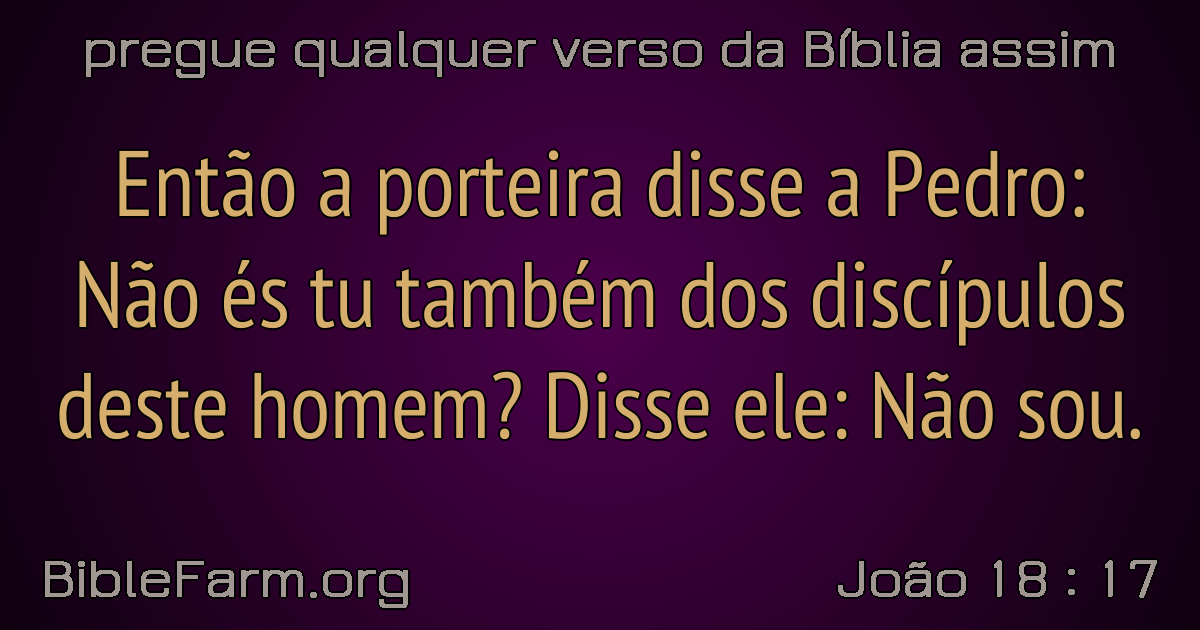 pregue qualquer verso da Bíblia assim
Então a porteira disse a Pedro:
Não és tu também dos discípulos
deste homem? Disse ele: Não sou.
BibleFarm.org
João 18 : 17